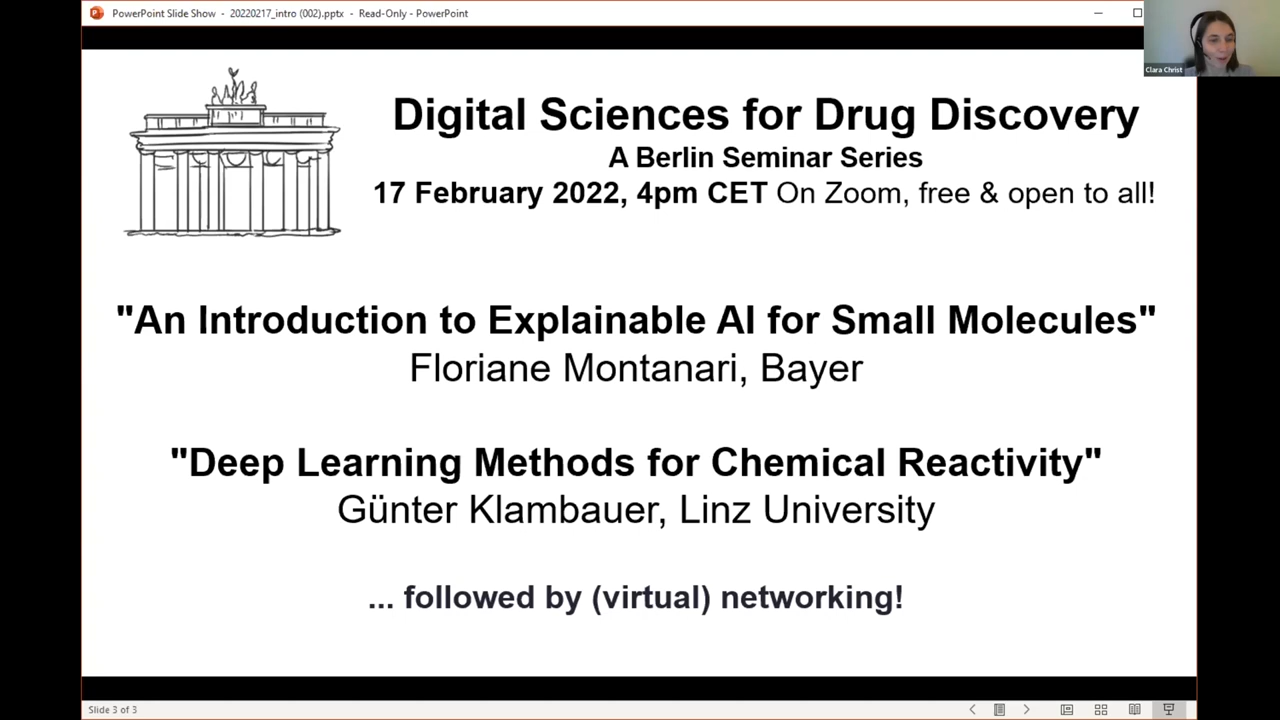 PowerPoint Slide Show - 20220217_intro (002).pptx - Read-Only - PowerPoint
Clara Christ
Digital Sciences for Drug Discovery
A Berlin Seminar Series
17 February 2022, 4pm CET On Zoom, free & open to all!
"An Introduction to Explainable AI for Small Molecules"
Floriane Montanari, Bayer
"Deep Learning Methods for Chemical Reactivity"
Günter Klambauer, Linz University
... followed by (virtual) networking!
Slide 3 of 3